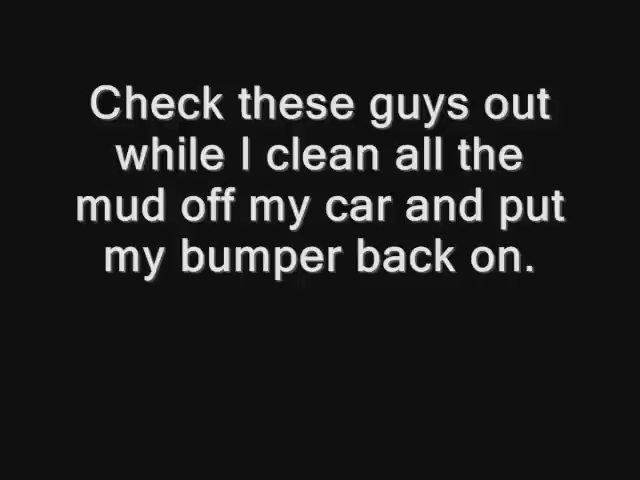 Check these guys out
while I clean all the
mud off my car and put
my bumper back on.